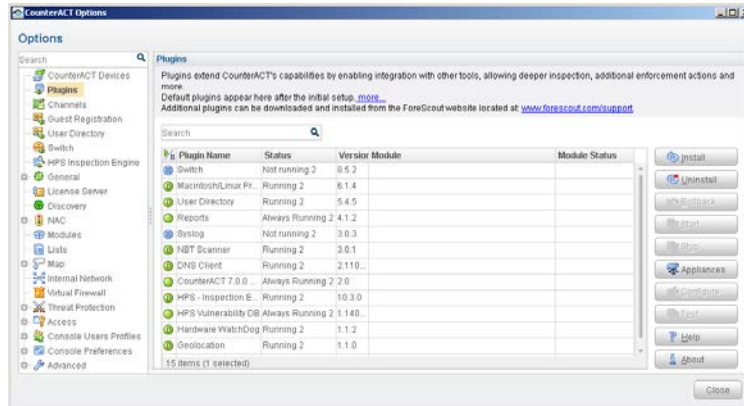 CounterACT Options
Options
Search
CounterACT Devices
Plugins
Channels
Guest Registration
User Directory
Switch
HPS Inspection Engine
General
License Server
Discovery
NAC
Modules
Lists
Map
Internal Network
Virtual Firewall
Threat Protection
Access
Console Users Profiles
Console Preferences
Advanced
Plugins
Plugins extend CounterACT's capabilities by enabling integration with other tools, allowing deeper inspection, additional enforcement actions and
more.
Default plugins appear here after the initial setup. more...
Additional plugins can be downloaded and installed from the ForeScout website located at: www.forescout.com/support
Search
Plugin Name Status Version Module Module Status
Switch Not running 2 8.5.2
Macintosh/Linux Pr... Running 2 6.1.4
User Directory Running 2 5.4.5
Reports Always Running 2 4.1.2
Syslog Not running 2 3.0.3
NBT Scanner Running 2 3.0.1
DNS Client Running 2 2.110...
CounterACT 7.0.0 ... Always Running 2 2.0
HPS - Inspection E... Running 2 10.3.0
HPS Vulnerability DB Always Running 2 1.140...
Hardware WatchDog Running 2 1.1.2
Geolocation Running 2 1.1.0
15 items (1 selected)
Install
Uninstall
Rollback
Start
Stop
Appliances
Configure
Test
Help
About
Close